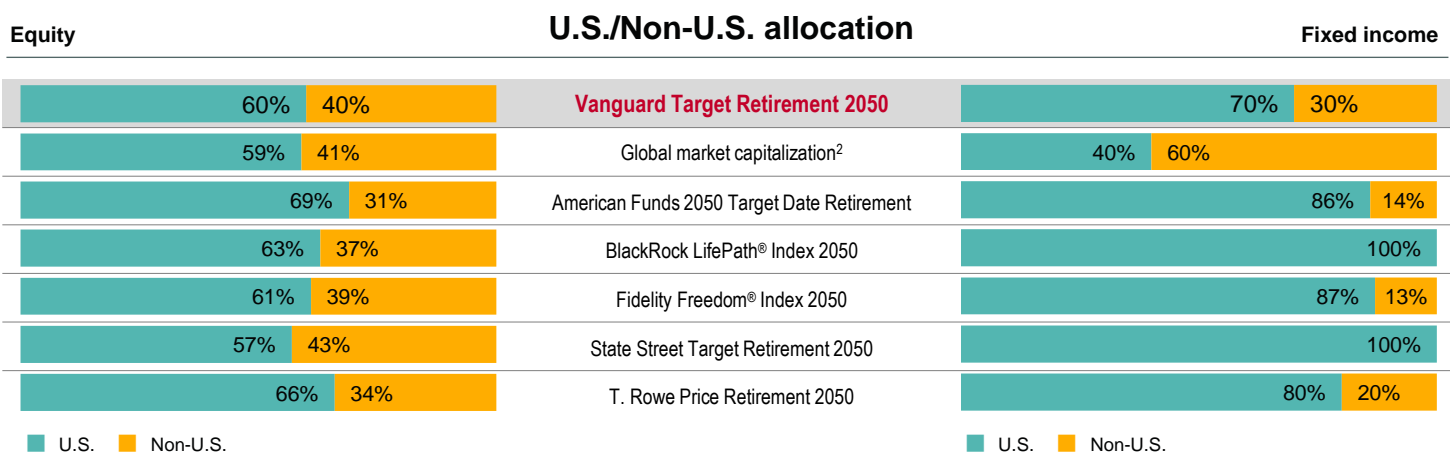 Equity U.S./Non-U.S. allocation Fixed income
60% 40% Vanguard Target Retirement 2050 70% 30%
59% 41% Global market capitalization² 40% 60%
69% 31% American Funds 2050 Target Date Retirement 86% 14%
63% 37% BlackRock LifePath® Index 2050 100%
61% 39% Fidelity Freedom® Index 2050 87% 13%
57% 43% State Street Target Retirement 2050 100%
66% 34% T. Rowe Price Retirement 2050 80% 20%
U.S. Non-U.S. U.S. Non-U.S.